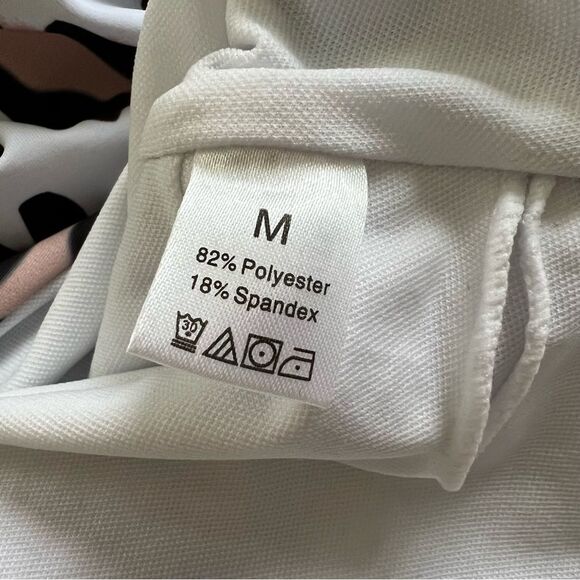 M
82% Polyester
18% Spandex
30